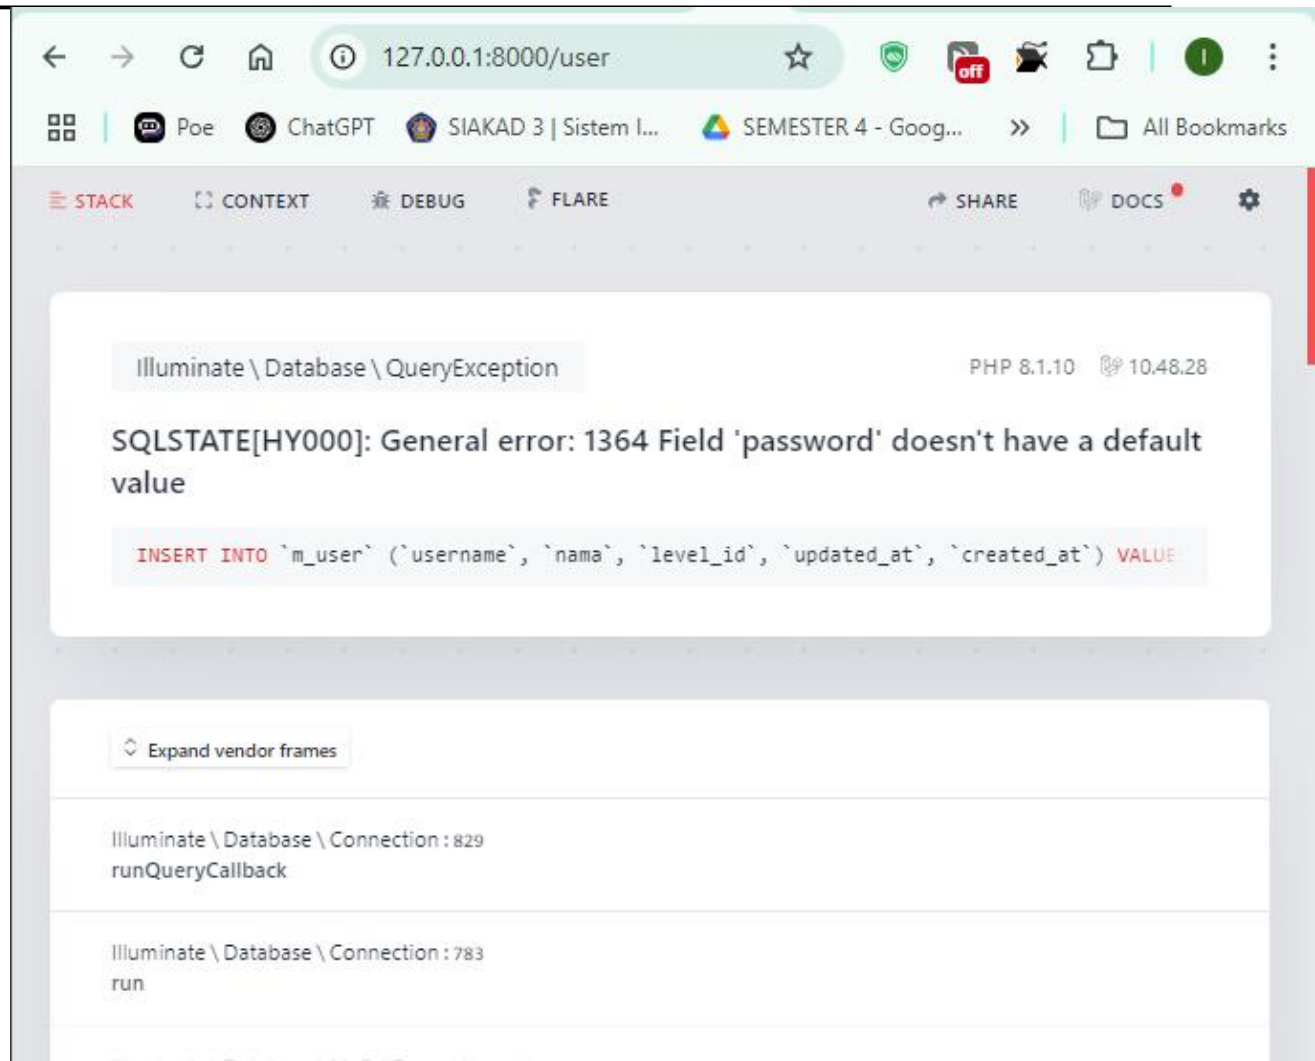 127.0.0.1:8000/user
off
I
Poe
ChatGPT
SIAKAD 3 | Sistem I...
SEMESTER 4 - Goog...
All Bookmarks
STACK
CONTEXT
DEBUG
FLARE
SHARE
DOCS
Illuminate \ Database \ QueryException
PHP 8.1.10
10.48.28
SQLSTATE[HY000]: General error: 1364 Field 'password' doesn't have a default
value
INSERT INTO `m_user` (`username`, `nama`, `level_id`, `updated_at`, `created_at`) VALUE
Expand vendor frames
Illuminate \ Database \ Connection : 829
runQueryCallback
Illuminate \ Database \ Connection : 783
run